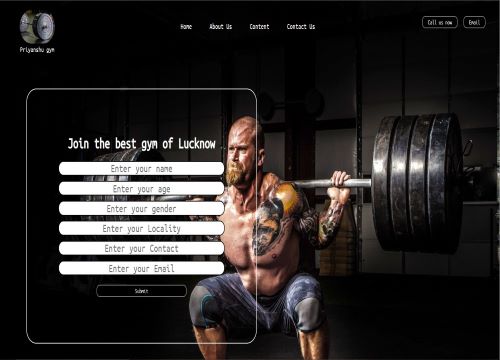 Priyanshu gym
Home
About Us
Content
Contact Us
Call us now
Email
Join the best gym of Lucknow
Enter your name
Enter your age
Enter your gender
Enter your Locality
Enter your Contact
Enter your Email
Submit